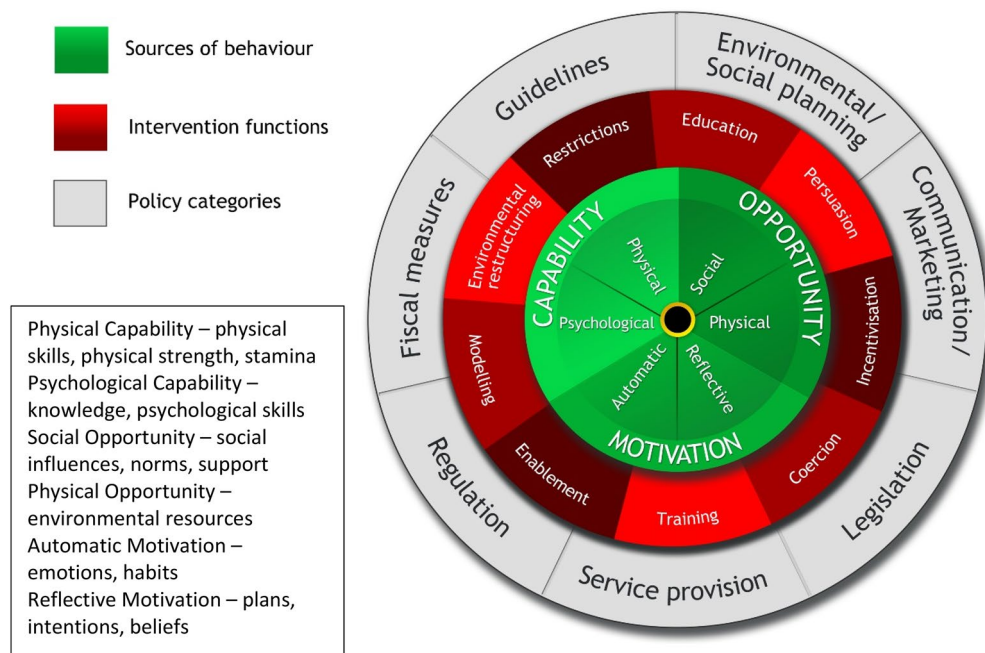 Sources of behaviour
Intervention functions
Policy categories
Physical Capability – physical
skills, physical strength, stamina
Psychological Capability –
knowledge, psychological skills
Social Opportunity – social
influences, norms, support
Physical Opportunity –
environmental resources
Automatic Motivation –
emotions, habits
Reflective Motivation – plans,
intentions, beliefs
Guidelines
Environmental/
Social planning
Communication/
Marketing
Legislation
Service provision
Regulation
Fiscal measures
Restrictions
Education
Persuasion
Incentivisation
Coercion
Training
Enablement
Modelling
Environmental
restructuring
CAPABILITY
OPPORTUNITY
MOTIVATION
Physical
Social
Physical
Reflective
Automatic
Psychological